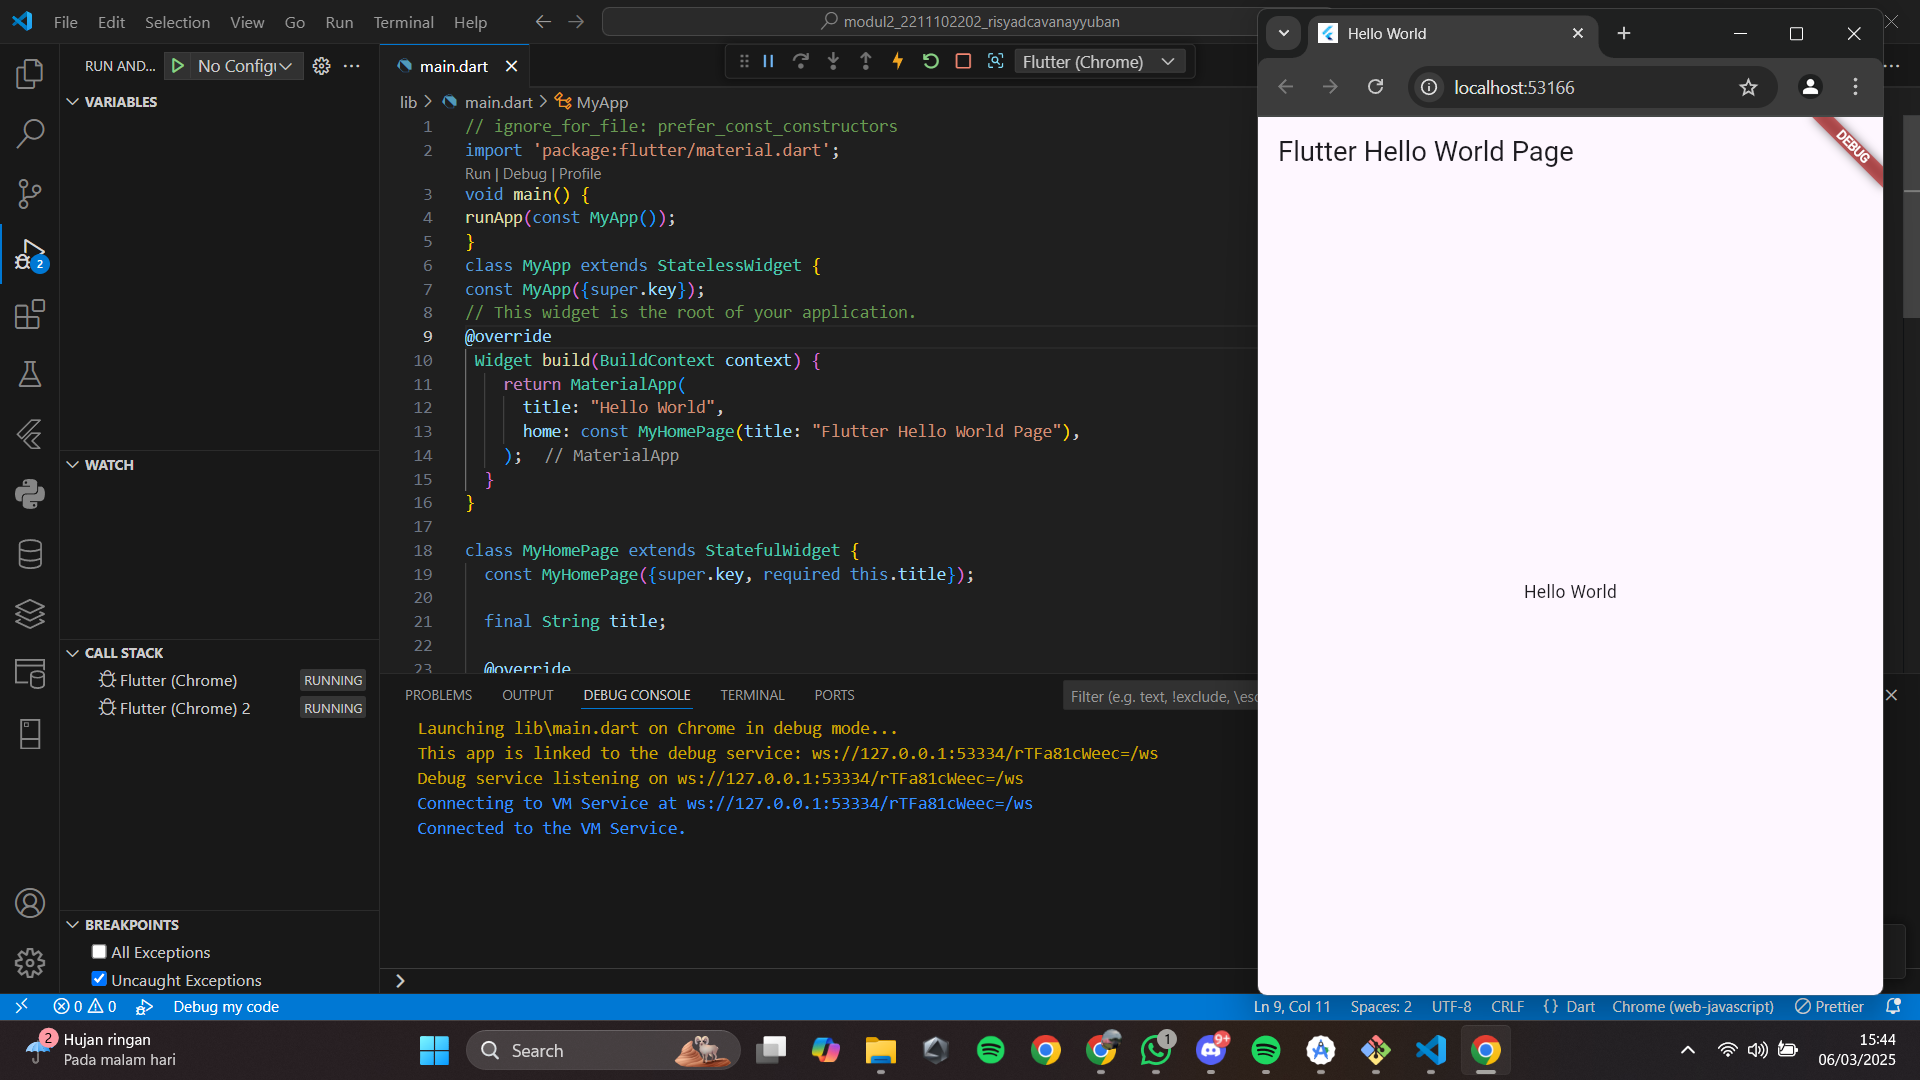 File Edit Selection View Go Run Terminal Help
modul2_2211102202_risyadcavanayyuban
RUN AND...
No Configu
VARIABLES
WATCH
CALL STACK
Flutter (Chrome) RUNNING
Flutter (Chrome) 2 RUNNING
BREAKPOINTS
All Exceptions
Uncaught Exceptions
2
main.dart
Flutter (Chrome)
lib > main.dart > MyApp
1 // ignore_for_file: prefer_const_constructors
2 import 'package:flutter/material.dart';
Run | Debug | Profile
3 void main() {
4 runApp(const MyApp());
5 }
6 class MyApp extends StatelessWidget {
7 const MyApp({super.key});
8 // This widget is the root of your application.
9 @override
10 Widget build(BuildContext context) {
11 return MaterialApp(
12 title: "Hello World",
13 home: const MyHomePage(title: "Flutter Hello World Page"),
14 ); // MaterialApp
15 }
16 }
17
18 class MyHomePage extends StatefulWidget {
19 const MyHomePage({super.key, required this.title});
20
21 final String title;
22
23 @override
PROBLEMS OUTPUT DEBUG CONSOLE TERMINAL PORTS
Filter (e.g. text, !exclude, \esc
Launching lib\main.dart on Chrome in debug mode...
This app is linked to the debug service: ws://127.0.0.1:53334/rTFa81cWeec=/ws
Debug service listening on ws://127.0.0.1:53334/rTFa81cWeec=/ws
Connecting to VM Service at ws://127.0.0.1:53334/rTFa81cWeec=/ws
Connected to the VM Service.
Hello World
localhost:53166
Flutter Hello World Page
DEBUG
Hello World
0 0 Debug my code
Ln 9, Col 11 Spaces: 2 UTF-8 CRLF {} Dart Chrome (web-javascript) Prettier
2
Hujan ringan
Pada malam hari
Search
1
9+
15:44
06/03/2025